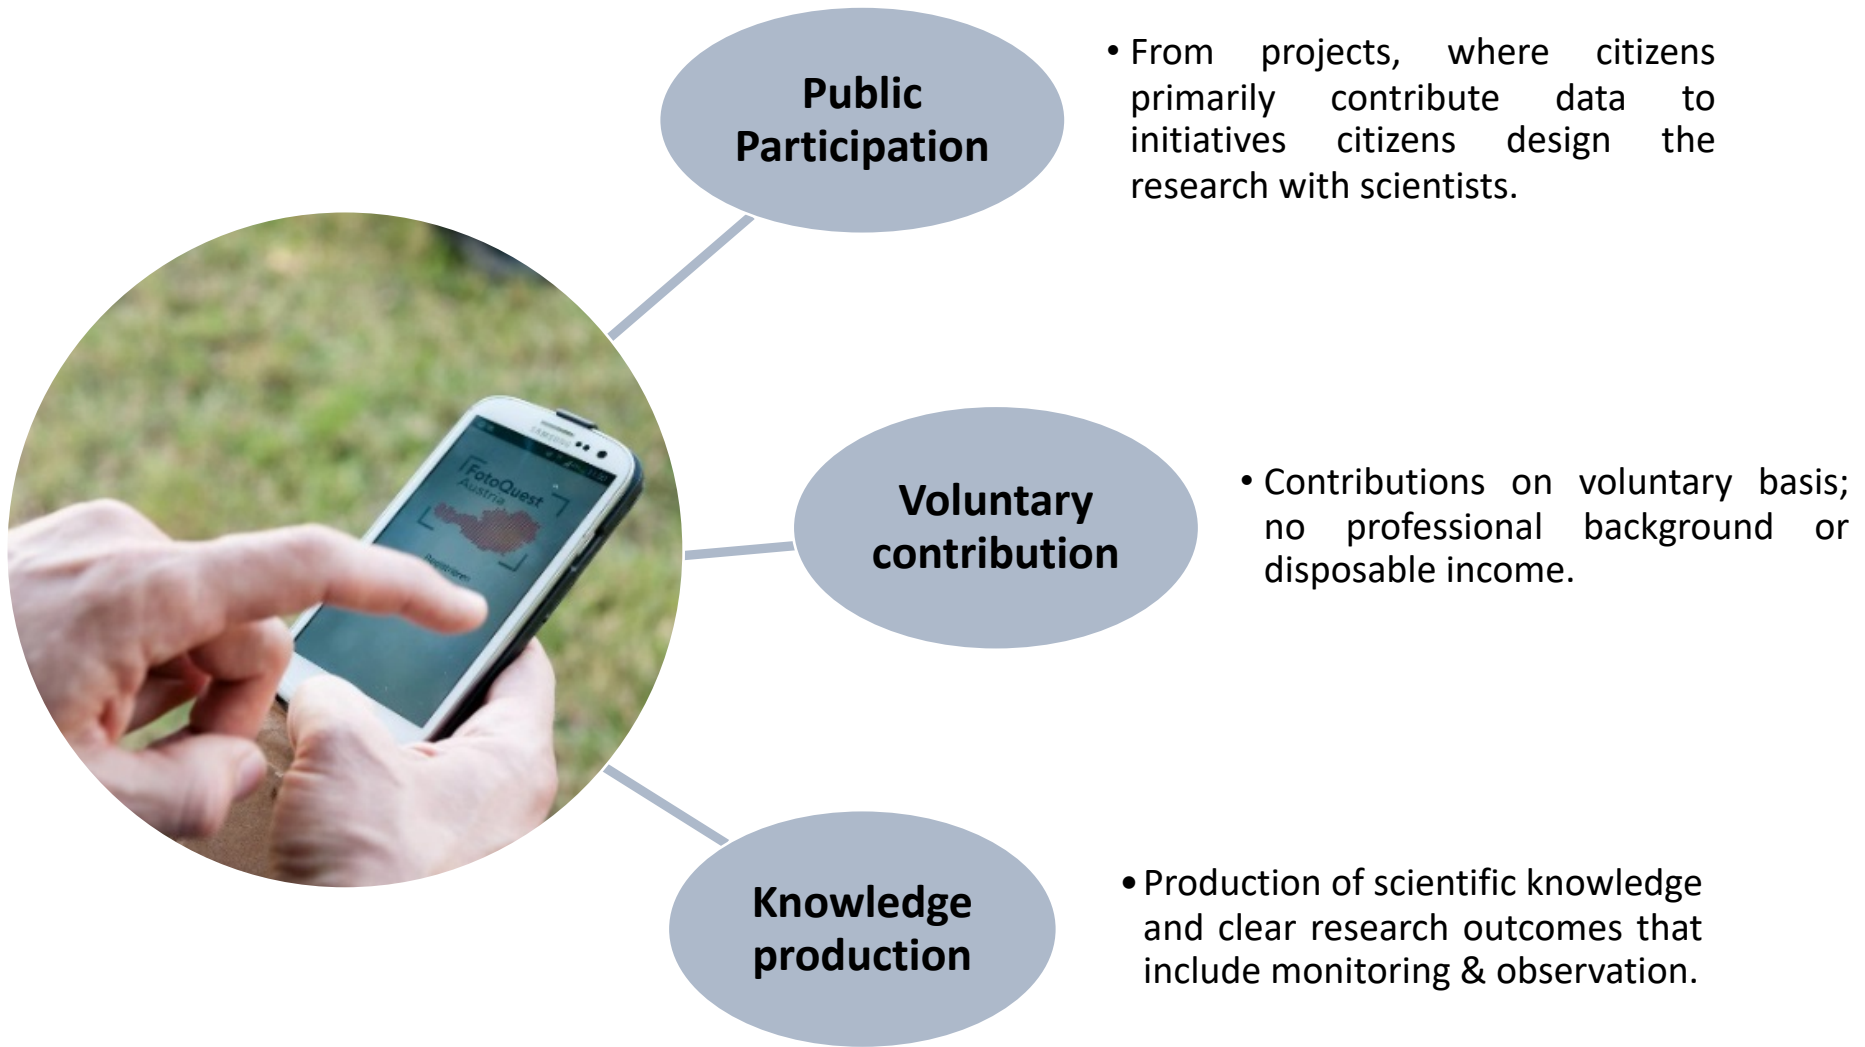 Public
Participation
• From projects, where citizens
primarily contribute data to
initiatives citizens design the
research with scientists.
SAMSUNG
FotoQuest
Austria
Registrieren
Voluntary
contribution
• Contributions on voluntary basis;
no professional background or
disposable income.
Knowledge
production
• Production of scientific knowledge
and clear research outcomes that
include monitoring & observation.